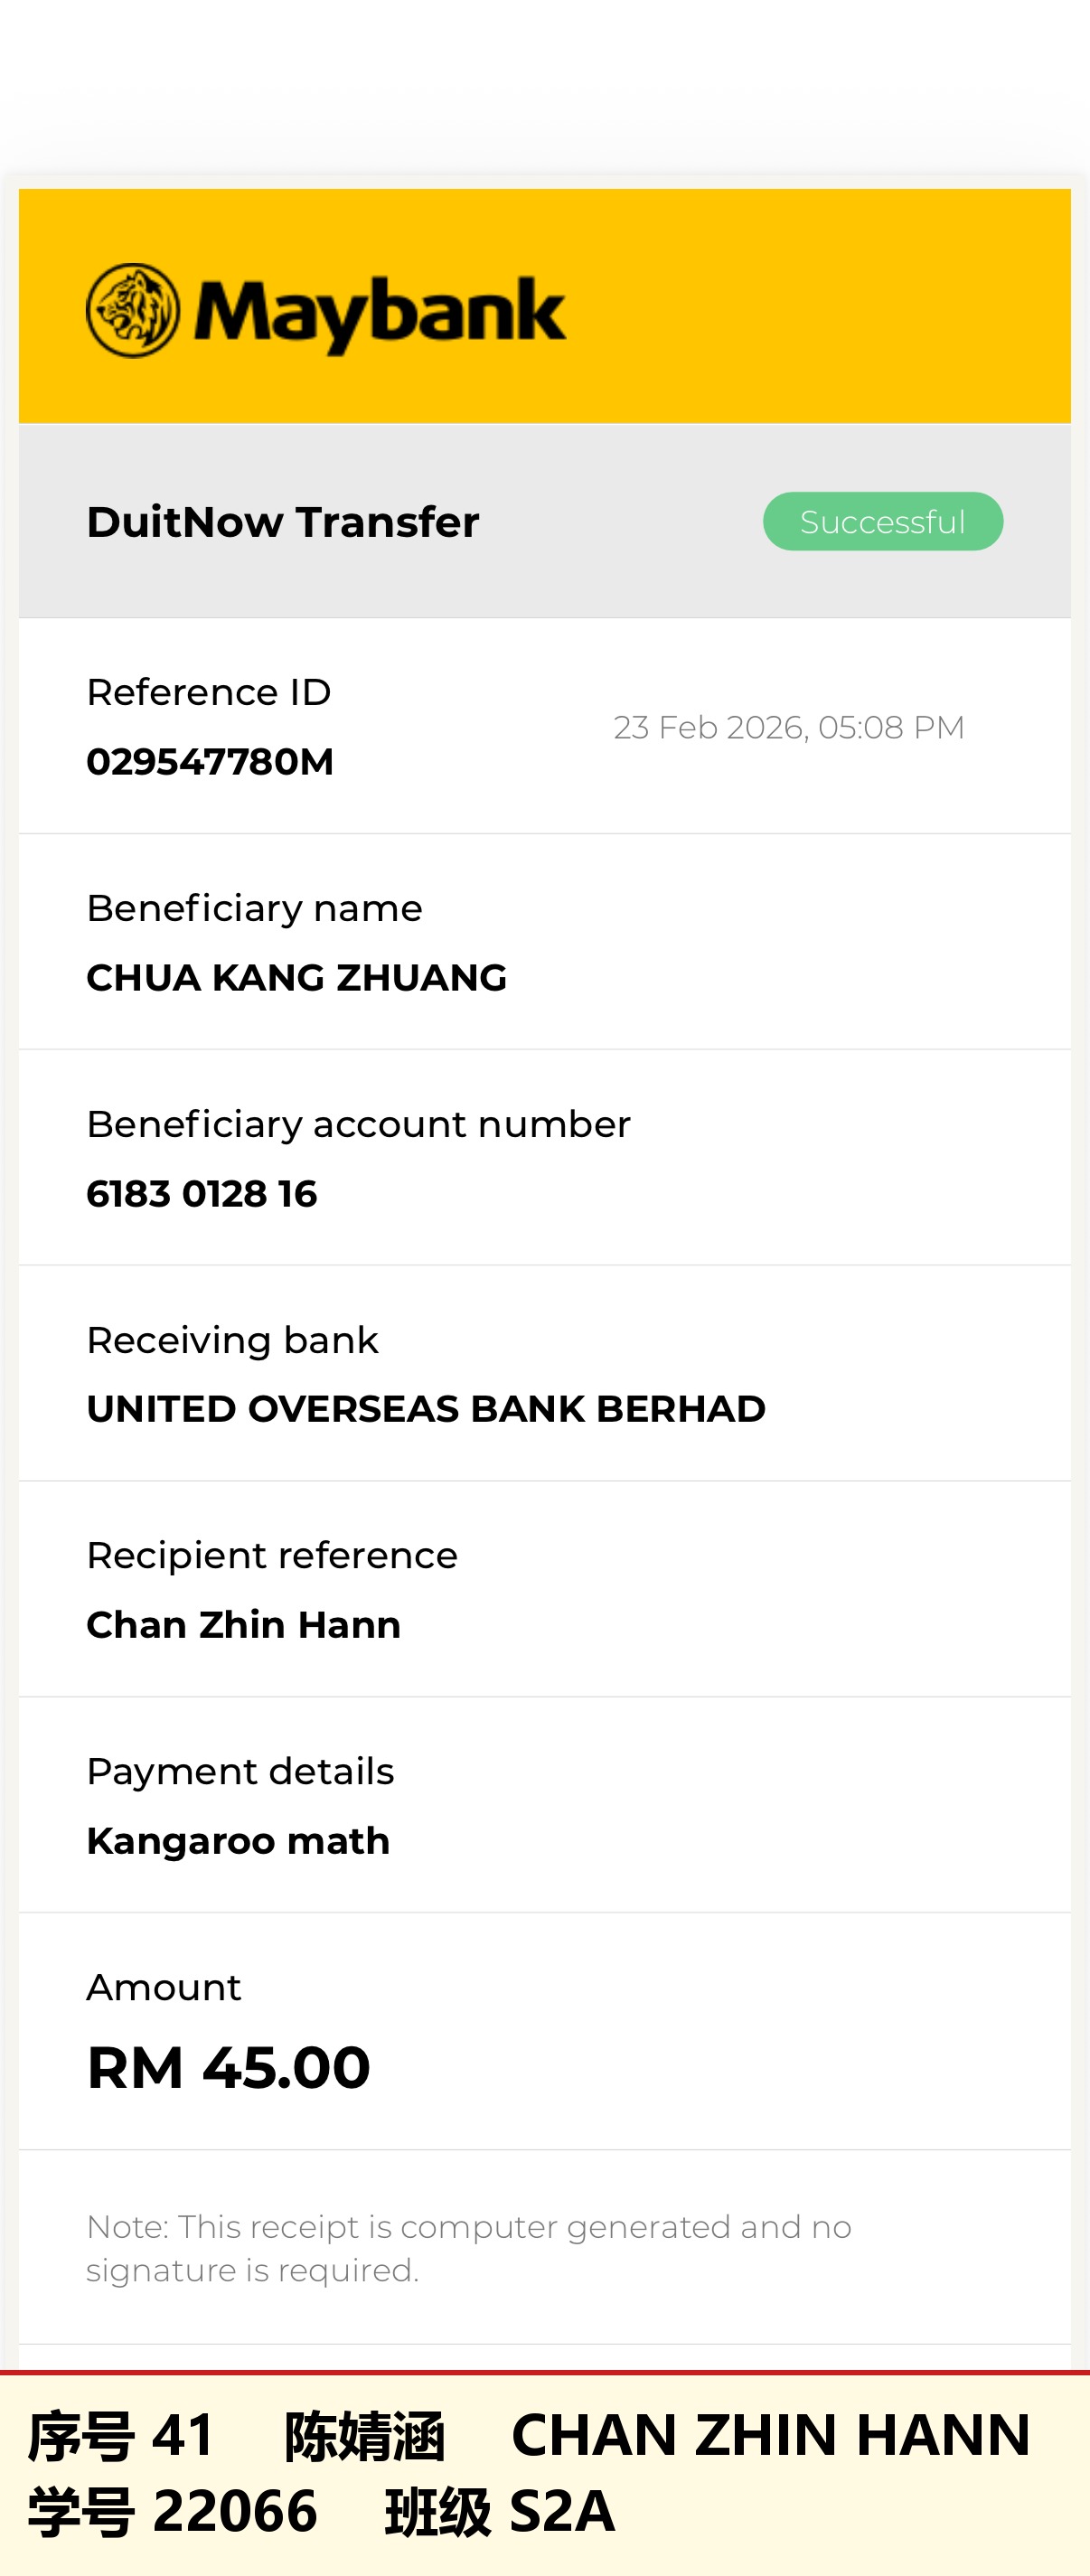 Maybank
DuitNow Transfer
Successful
Reference ID
029547780M
23 Feb 2026, 05:08 PM
Beneficiary name
CHUA KANG ZHUANG
Beneficiary account number
6183 0128 16
Receiving bank
UNITED OVERSEAS BANK BERHAD
Recipient reference
Chan Zhin Hann
Payment details
Kangaroo math
Amount
RM 45.00
Note: This receipt is computer generated and no
signature is required.
序号 41 陈婧涵 CHAN ZHIN HANN
学号 22066 班级 S2A